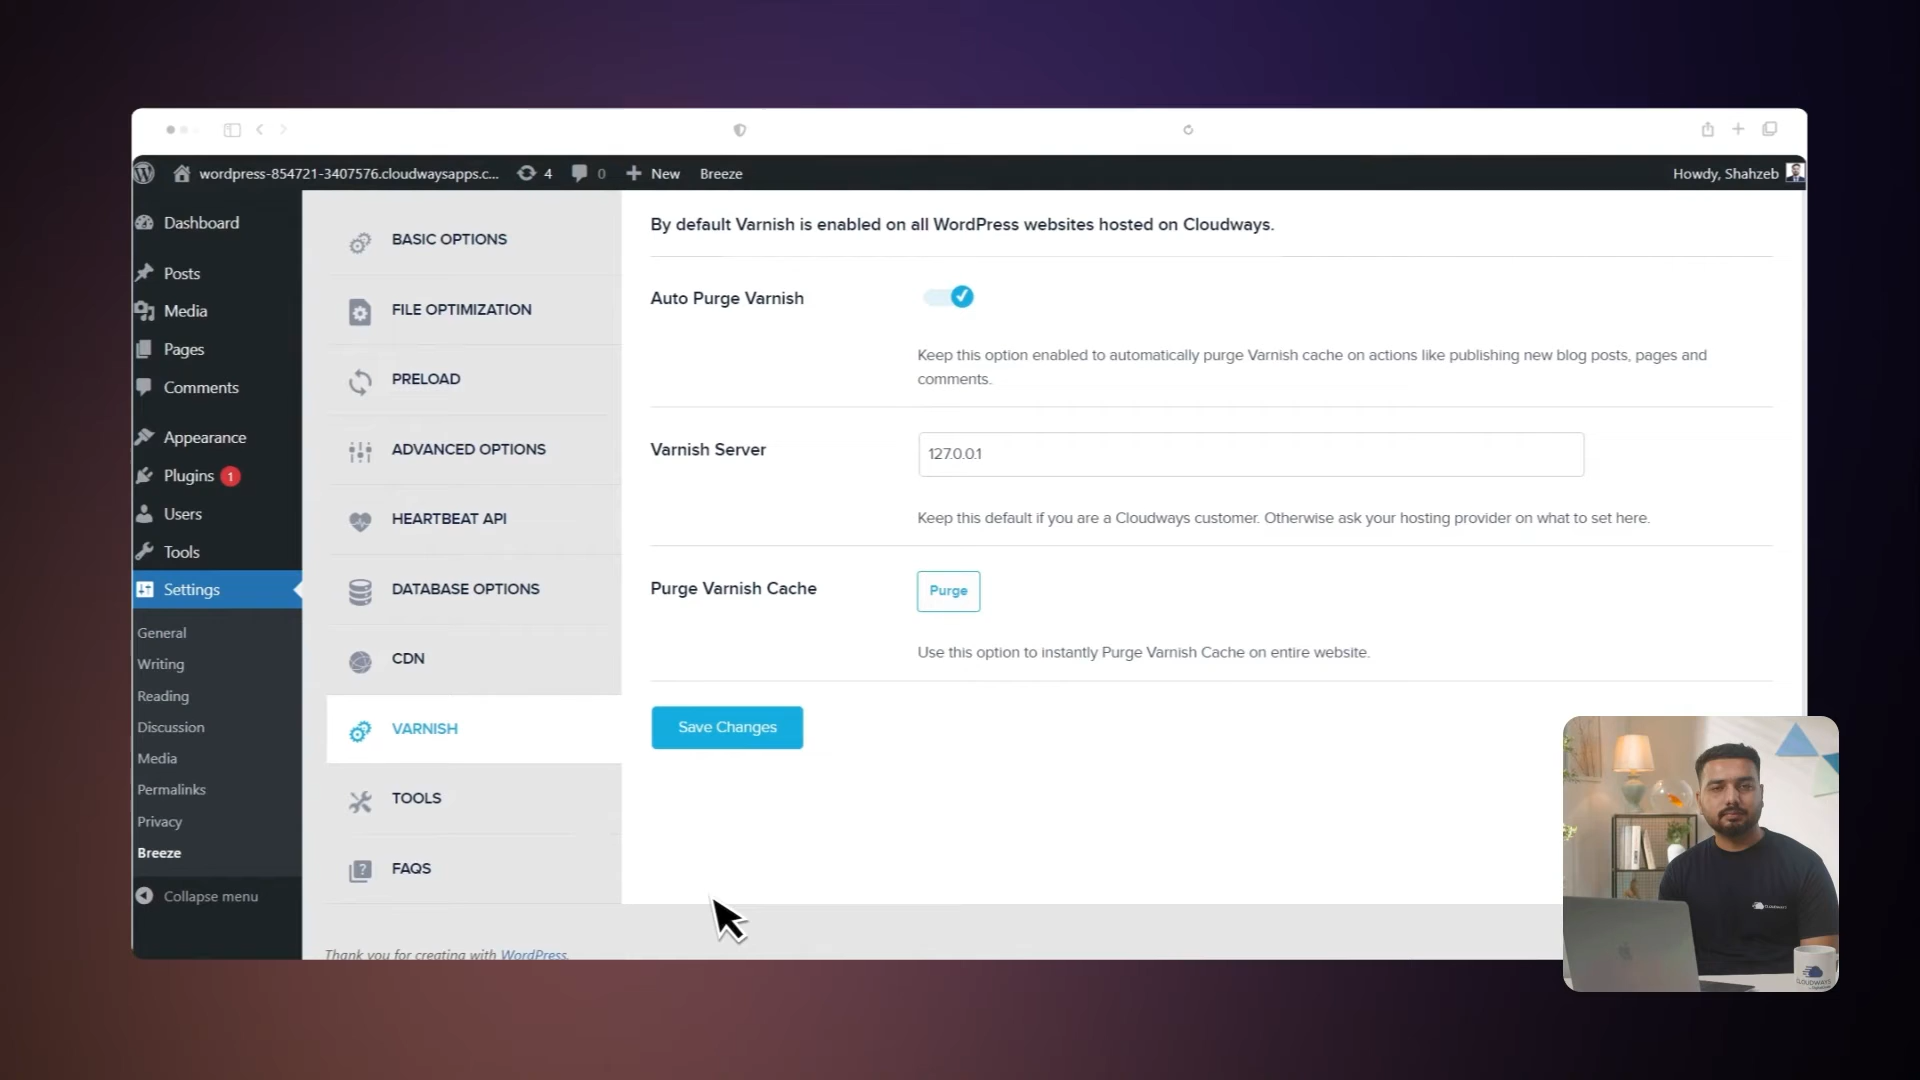 wordpress-854721-3407576.cloudwaysapps.c...
4
0
New
Breeze
Howdy, Shahzeb
Dashboard
Posts
Media
Pages
Comments
Appearance
Plugins 1
Users
Tools
Settings
General
Writing
Reading
Discussion
Media
Permalinks
Privacy
Breeze
Collapse menu
BASIC OPTIONS
FILE OPTIMIZATION
PRELOAD
ADVANCED OPTIONS
HEARTBEAT API
DATABASE OPTIONS
CDN
VARNISH
TOOLS
FAQS
Thank you for creating with WordPress.
By default Varnish is enabled on all WordPress websites hosted on Cloudways.
Auto Purge Varnish
Keep this option enabled to automatically purge Varnish cache on actions like publishing new blog posts, pages and
comments.
Varnish Server
127.0.0.1
Keep this default if you are a Cloudways customer. Otherwise ask your hosting provider on what to set here.
Purge Varnish Cache
Purge
Use this option to instantly Purge Varnish Cache on entire website.
Save Changes
CLOUDWAYS
CLOUDWAYS